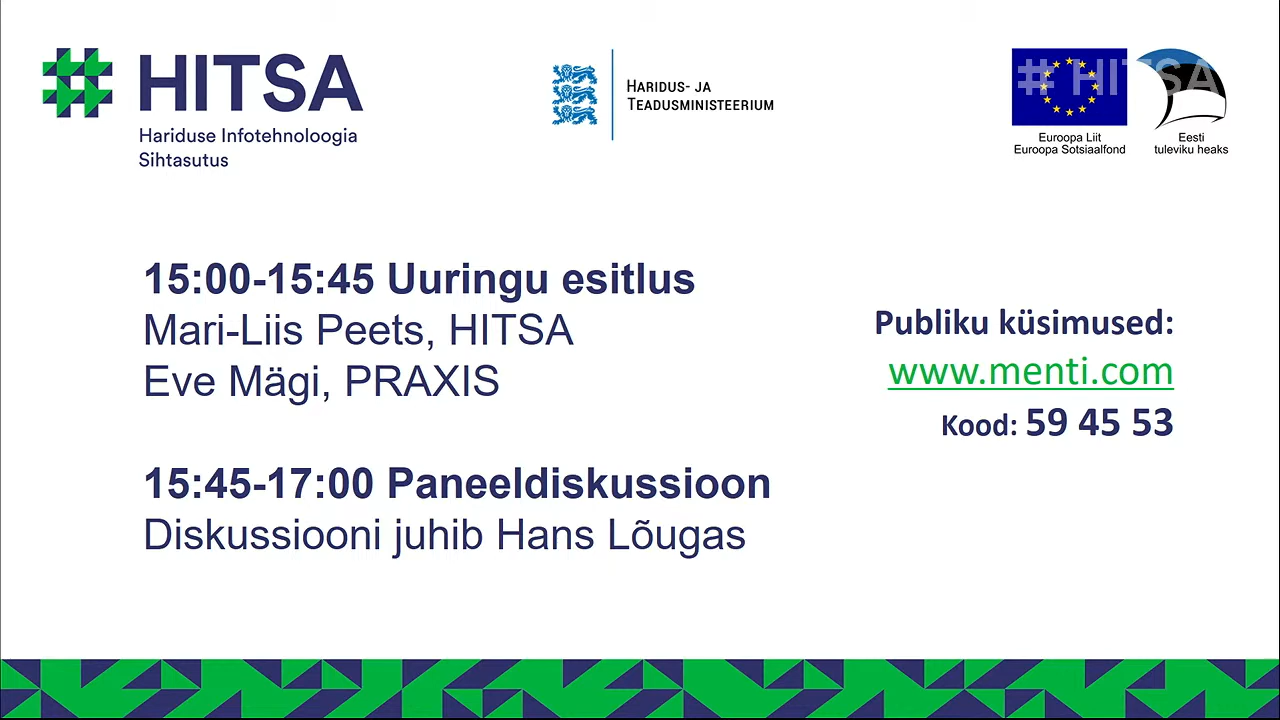 HITSA
Hariduse Infotehnoloogia
Sihtasutus
HARIDUS- JA
TEADUSMINISTEERIUM
# HITSA
Euroopa Liit
Euroopa Sotsiaalfond
Eesti
tuleviku heaks
15:00-15:45 Uuringu esitlus
Mari-Liis Peets, HITSA
Eve Mägi, PRAXIS
15:45-17:00 Paneeldiskussioon
Diskussiooni juhib Hans Lõugas
Publiku küsimused:
www.menti.com
Kood: 59 45 53